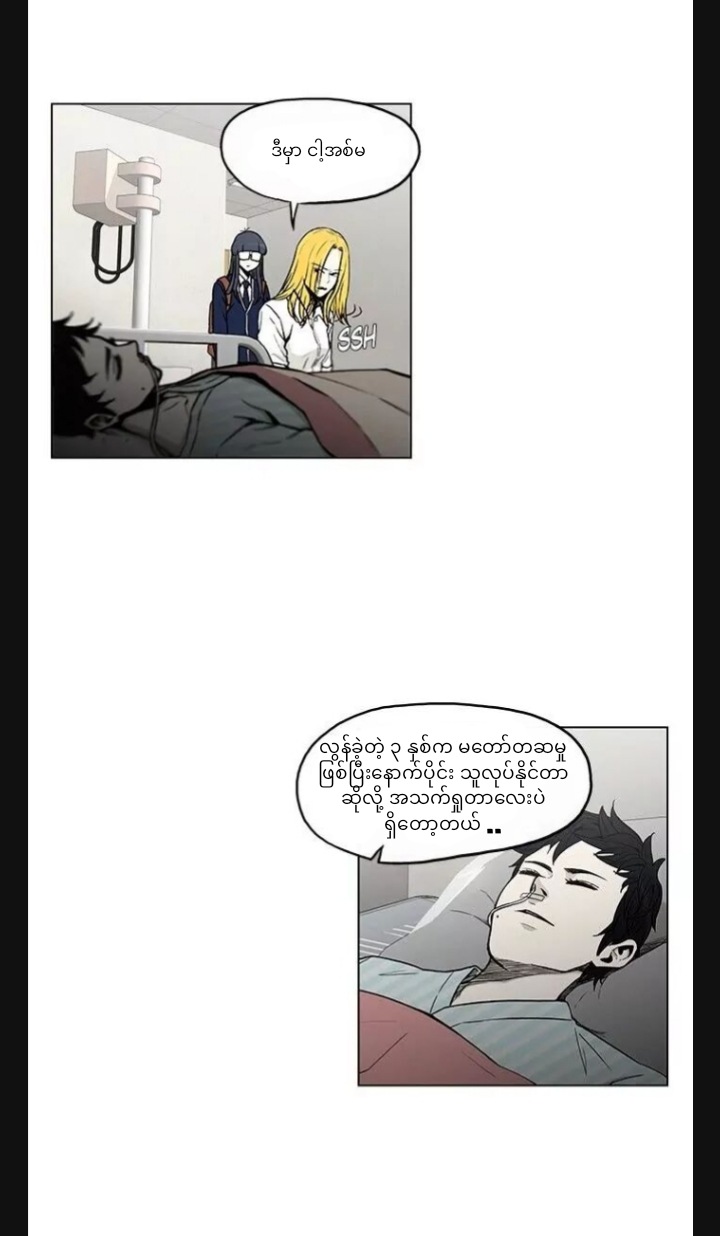 ဒီမှာ ငါ့အစ်မ
SSH
လွန်ခဲ့တဲ့ ၃ နှစ်က မတော်တဆမှု
ဖြစ်ပြီးနောက်ပိုင်း သူလုပ်နိုင်တာ
ဆိုလို့ အသက်ရှူတာလေးပဲ
ရှိတော့တယ် ..